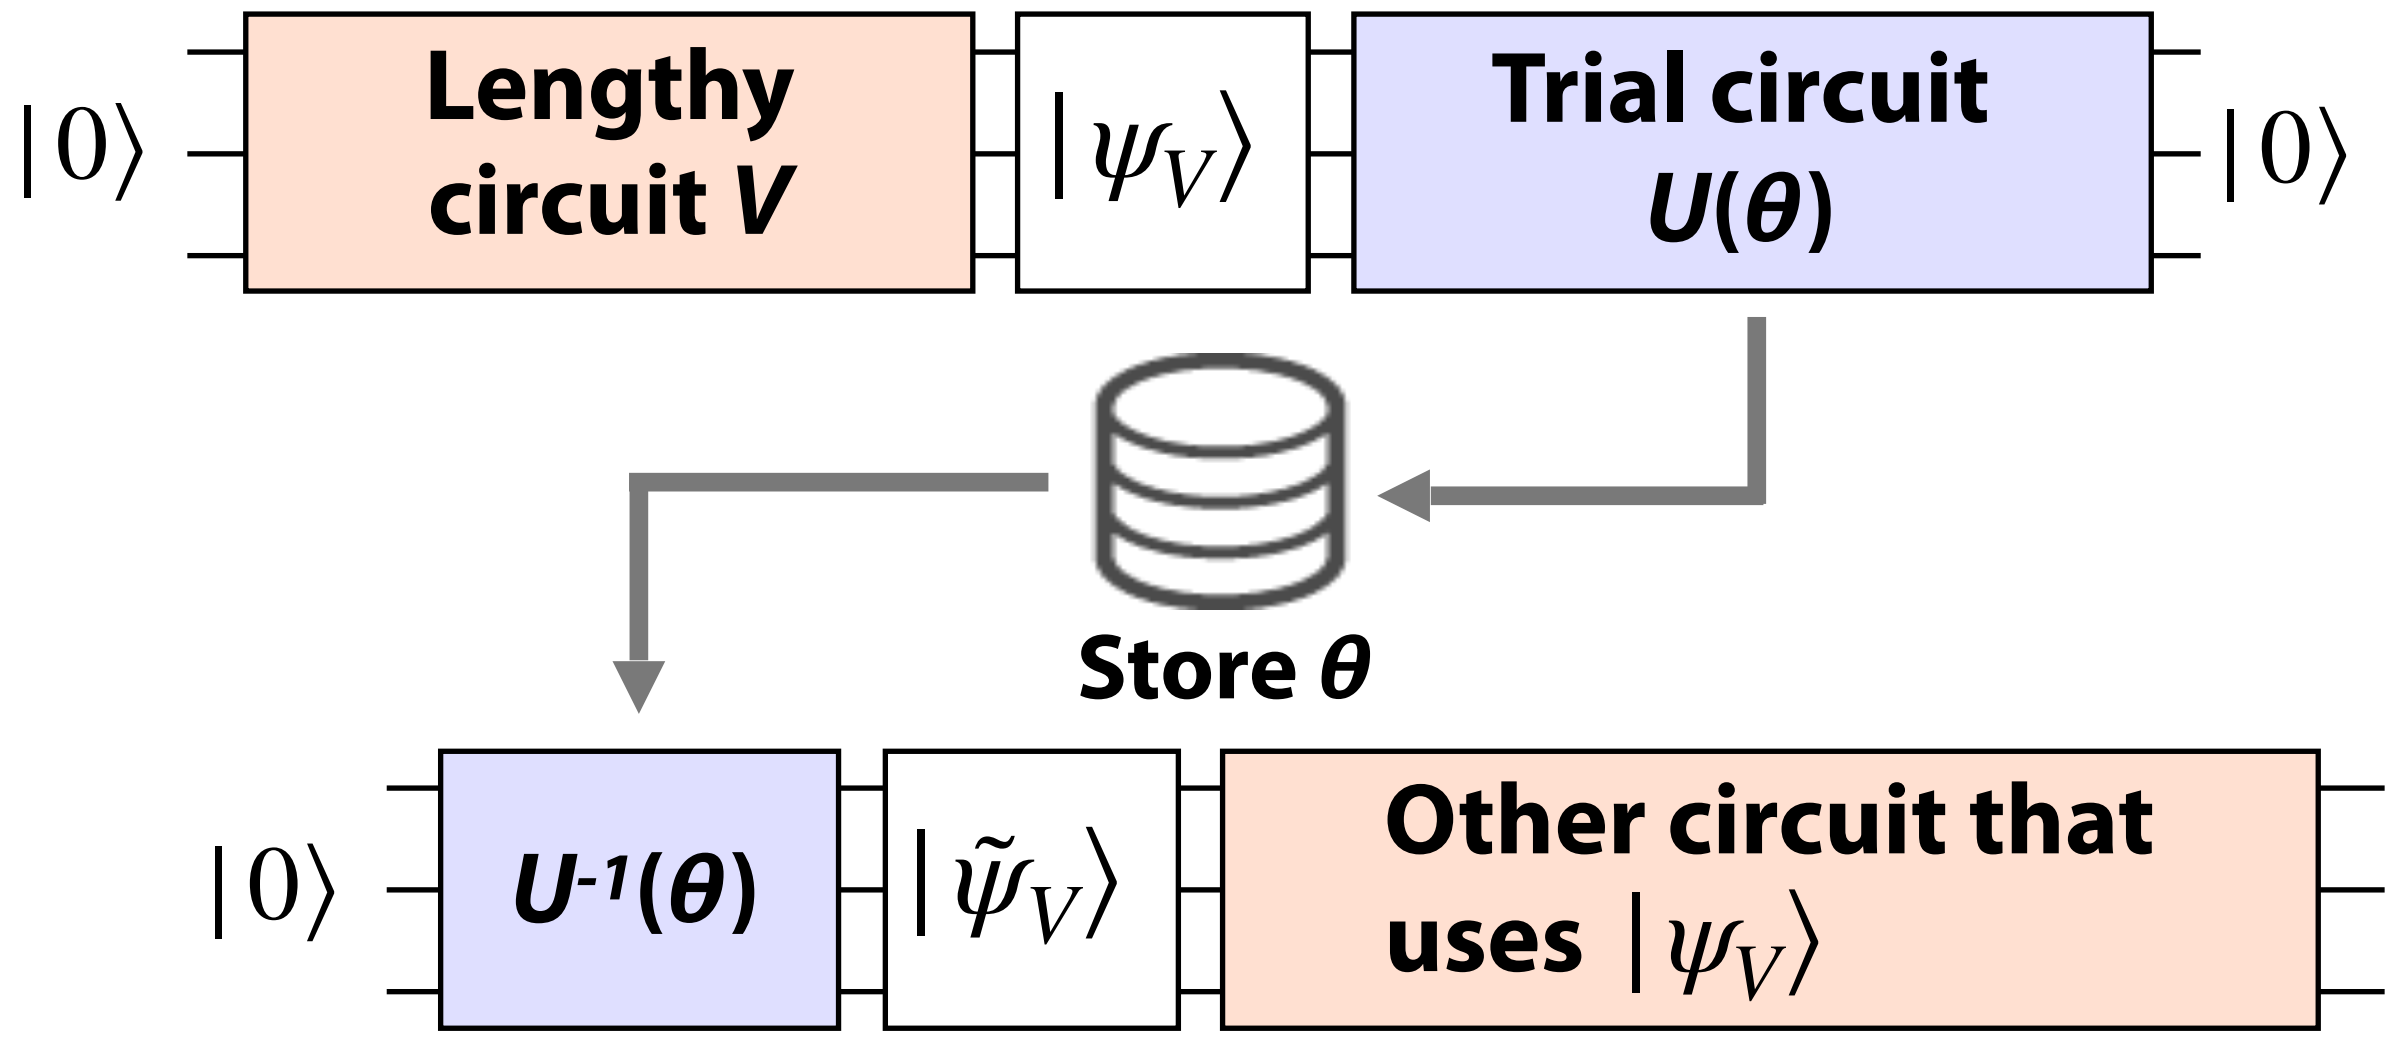 |0⟩
Lengthy
circuit V
|ψ_V⟩
Trial circuit
U(θ)
|0⟩
Store θ
|0⟩
U⁻¹(θ)
|ψ̃_V⟩
Other circuit that
uses |ψ_V⟩